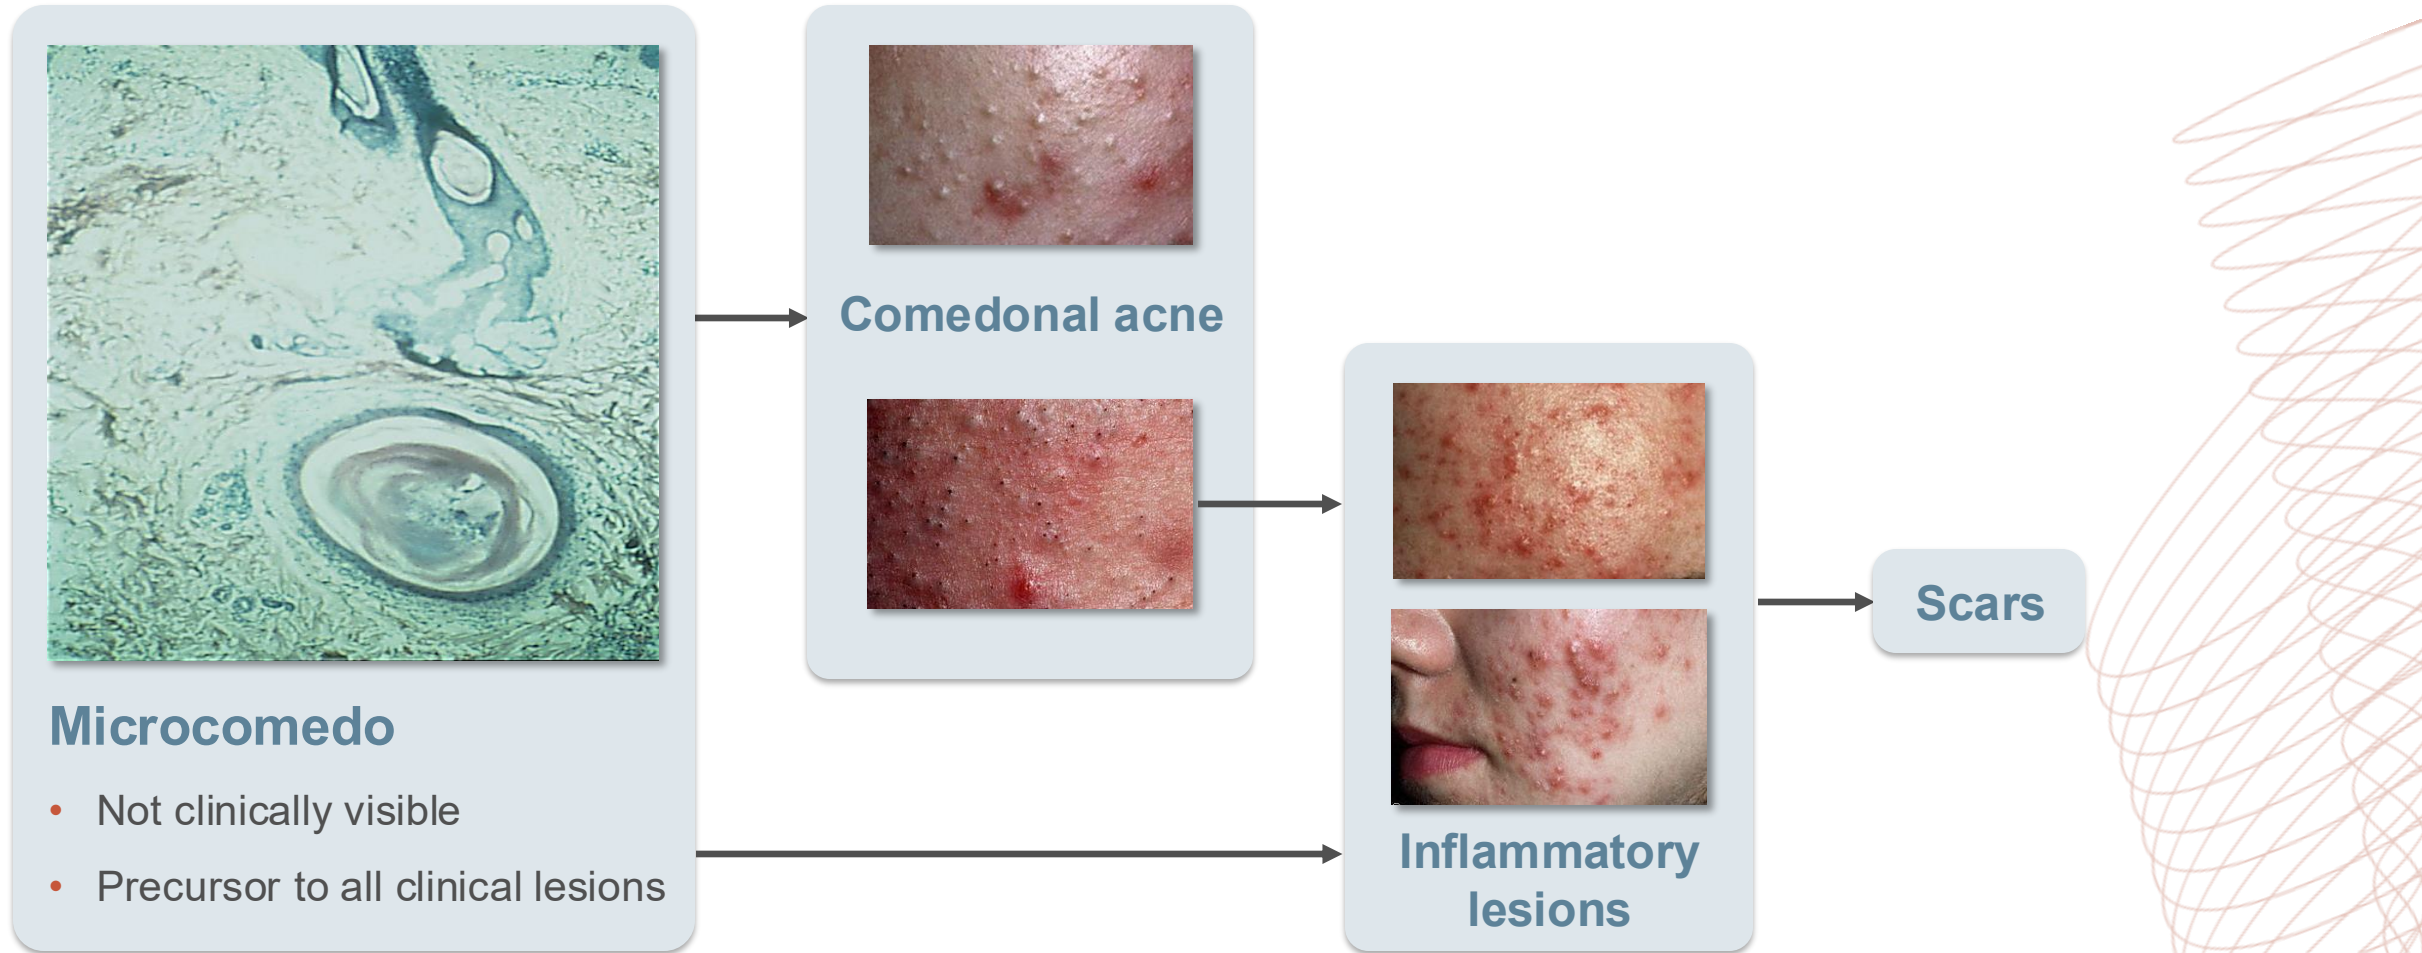 Comedonal acne
Microcomedo
• Not clinically visible
• Precursor to all clinical lesions
Inflammatory
lesions
Scars